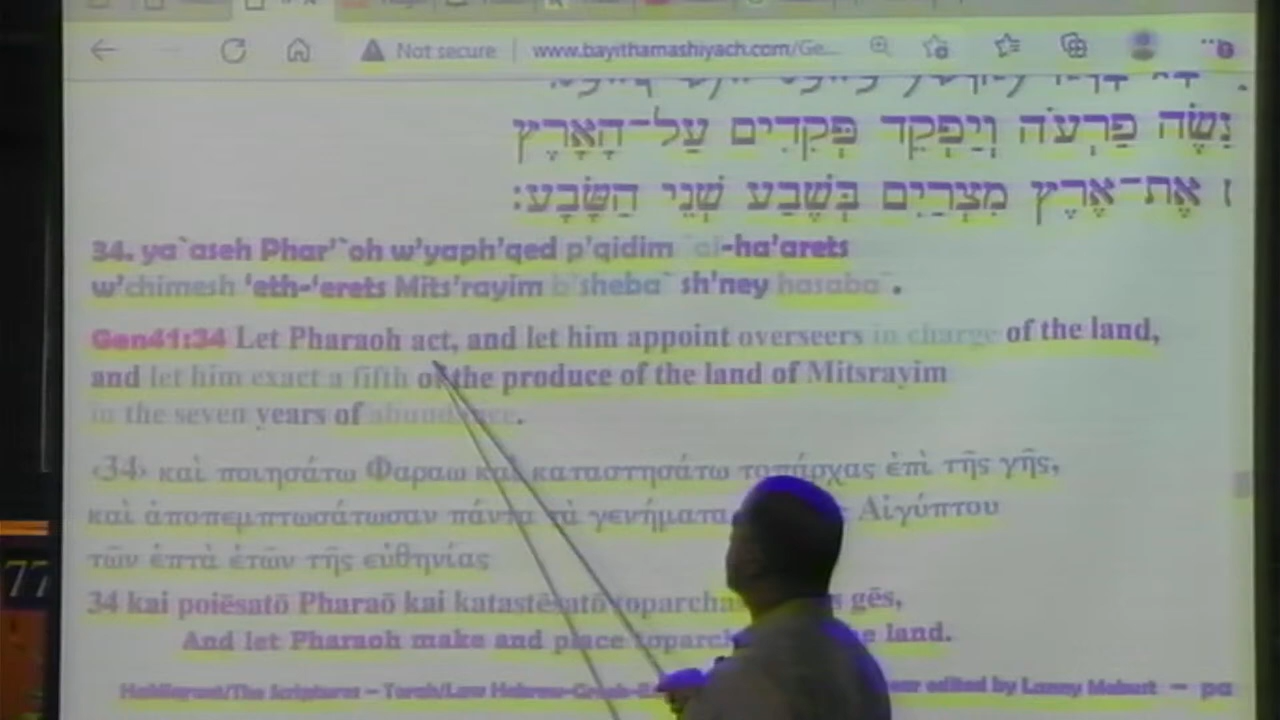 Not secure www.bayithamashiyach.com/Ge...
נַשֶׂה פַרְעֹה וְיַפְקֵד פְּקִדִים עַל־הָאָרֶץ
אֶת־אֶרֶץ מִצְרַיִם בְּשֶׁבַע שְׁנֵי הַשָּׂבָע:
34. ya`aseh Phar'`oh w'yaph'qed p'qidim `al-ha'arets
w'chimesh 'eth-'erets Mits'rayim b'sheba` sh'ney hasaba`.
Gen41:34 Let Pharaoh act, and let him appoint overseers in charge of the land,
and let him exact a fifth of the produce of the land of Mitsrayim
in the seven years of abundance.
‹34› καὶ ποιησάτω Φαραω καὶ καταστησάτω τοπάρχας ἐπὶ τῆς γῆς,
καὶ ἀποπεμπτωσάτωσαν πάντα τὰ γενήματα Αἰγύπτου
τῶν ἑπτὰ ἐτῶν τῆς εὐθηνίας
34 kai poiēsatō Pharaō kai katastēsatō toparcha s gēs,
And let Pharaoh make and place toparch e land.
The Scriptures – Torah/Law edited by Lanny Mebust – pa
77